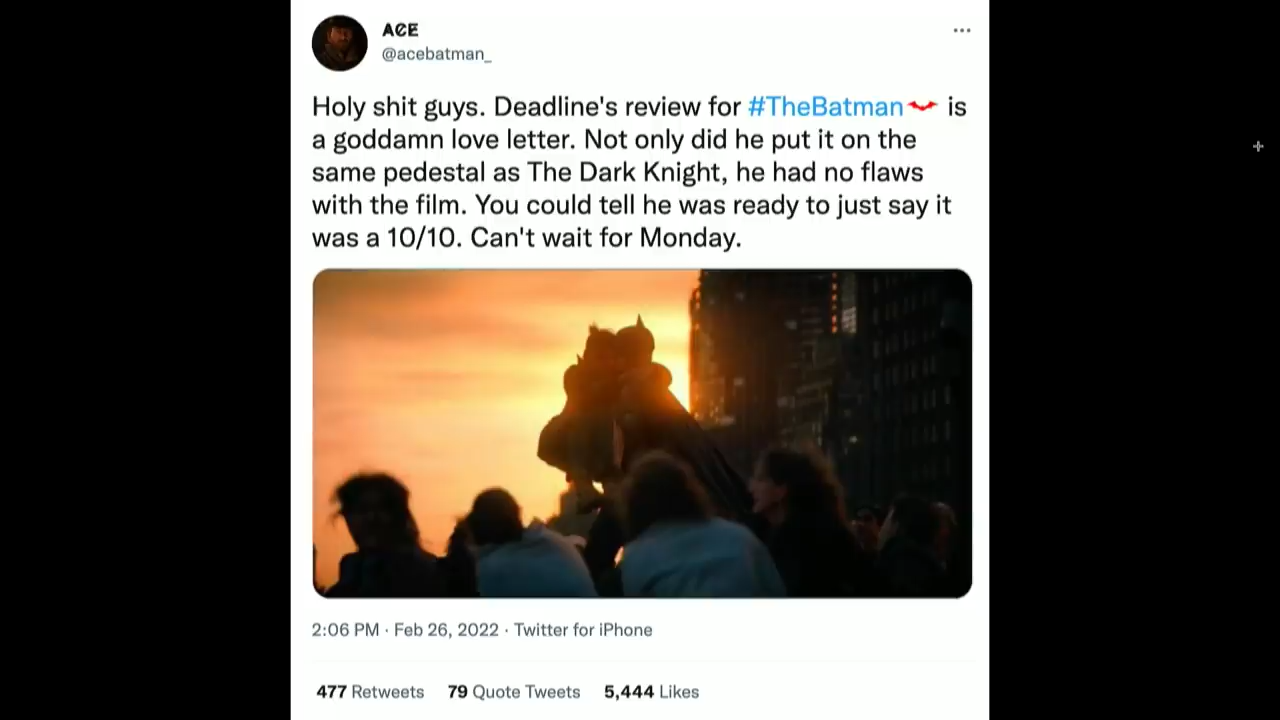 ACE
@acebatman_
Holy shit guys. Deadline's review for #TheBatman is
a goddamn love letter. Not only did he put it on the
same pedestal as The Dark Knight, he had no flaws
with the film. You could tell he was ready to just say it
was a 10/10. Can't wait for Monday.
2:06 PM · Feb 26, 2022 · Twitter for iPhone
477 Retweets 79 Quote Tweets 5,444 Likes